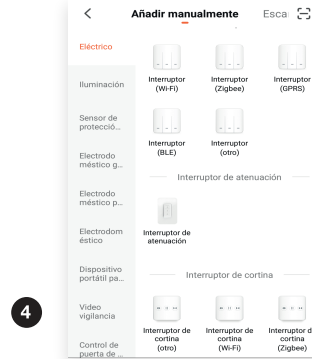 Añadir manualmente Esca
Eléctrico
Iluminación
Sensor de
protecció...
Electrodo
méstico g...
Electrodo
méstico p...
Electrodom
éstico
Dispositivo
portátil pa...
Video
vigilancia
Control de
puerta de ...
Interruptor
(Wi-Fi)
Interruptor
(Zigbee)
Interruptor
(GPRS)
Interruptor
(BLE)
Interruptor
(otro)
Interruptor de atenuación
Interruptor de
atenuación
Interruptor de cortina
Interruptor de
cortina
(otro)
Interruptor de
cortina
(Wi-Fi)
Interruptor d
cortina
(Zigbee)
4